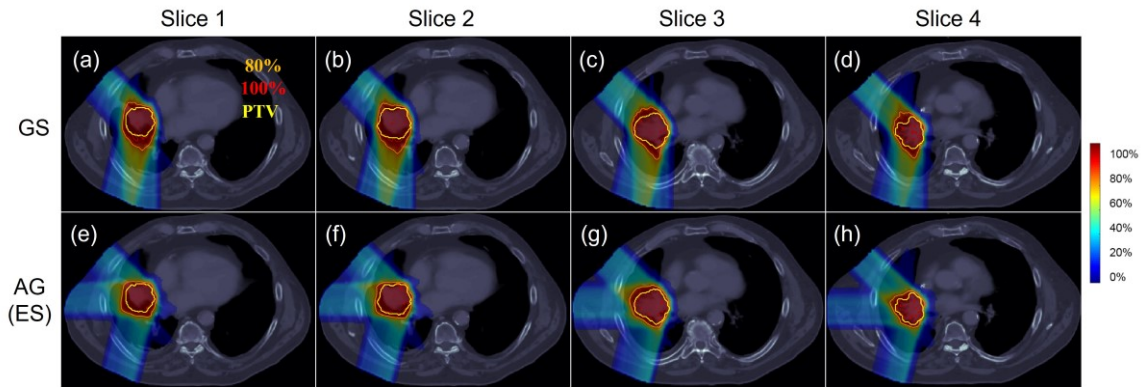 Slice 1 Slice 2 Slice 3 Slice 4
GS
(a) (b) (c) (d)
80%
100%
PTV
AG
(ES)
(e) (f) (g) (h)
100%
80%
60%
40%
20%
0%